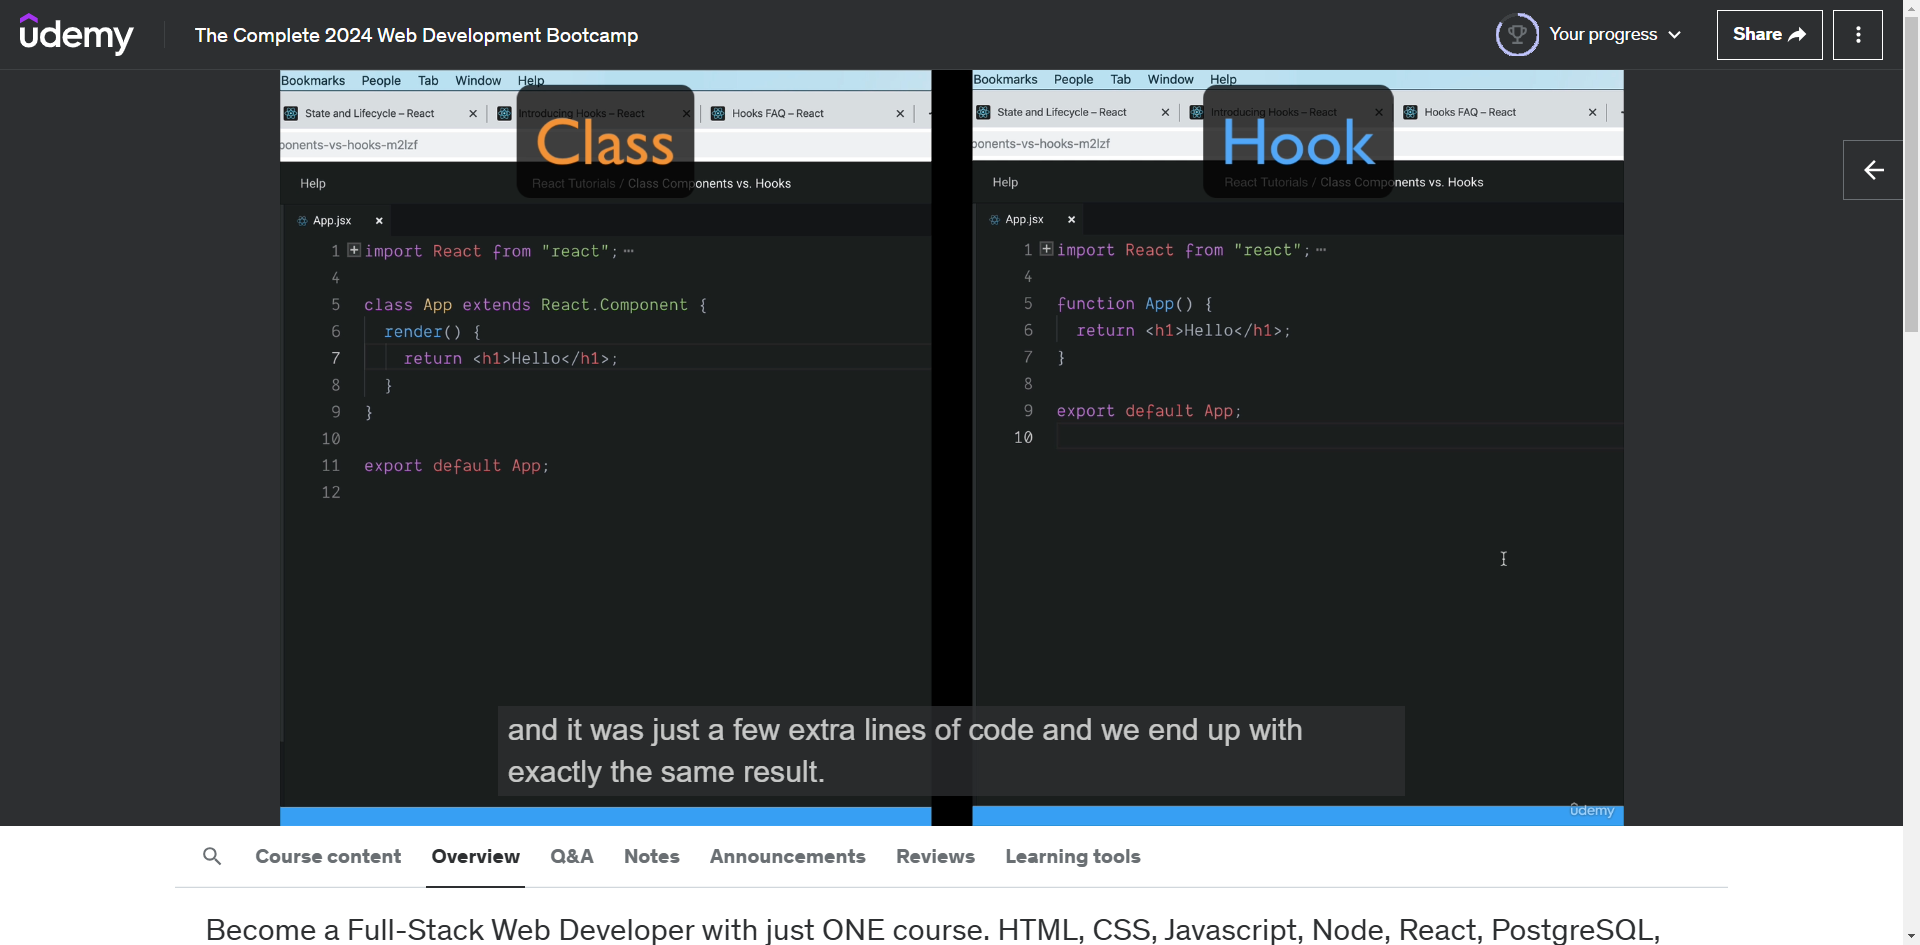 udemy
The Complete 2024 Web Development Bootcamp
Your progress
Share
Bookmarks People Tab Window Help
State and Lifecycle – React
Introducing Hooks – React
Hooks FAQ – React
ponents-vs-hooks-m2lzf
Class
Help
React Tutorials / Class Components vs. Hooks
App.jsx
1 import React from "react";
4
5 class App extends React.Component {
6 render() {
7 return <h1>Hello</h1>;
8 }
9 }
10
11 export default App;
12
Bookmarks People Tab Window Help
State and Lifecycle – React
Introducing Hooks – React
Hooks FAQ – React
ponents-vs-hooks-m2lzf
Hook
Help
React Tutorials / Class Components vs. Hooks
App.jsx
1 import React from "react";
4
5 function App() {
6 return <h1>Hello</h1>;
7 }
8
9 export default App;
10
and it was just a few extra lines of code and we end up with
exactly the same result.
udemy
Course content Overview Q&A Notes Announcements Reviews Learning tools
Become a Full-Stack Web Developer with just ONE course. HTML, CSS, Javascript, Node, React, PostgreSQL,